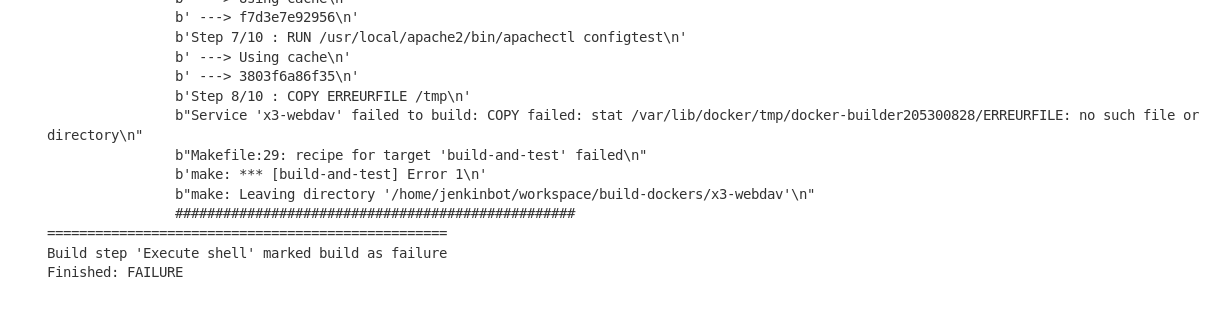 b' ---> Using cache\n'
b' ---> f7d3e7e92956\n'
b'Step 7/10 : RUN /usr/local/apache2/bin/apachectl configtest\n'
b' ---> Using cache\n'
b' ---> 3803f6a86f35\n'
b'Step 8/10 : COPY ERREURFILE /tmp\n'
b"Service 'x3-webdav' failed to build: COPY failed: stat /var/lib/docker/tmp/docker-builder205300828/ERREURFILE: no such file or
directory\n"
b"Makefile:29: recipe for target 'build-and-test' failed\n"
b'make: *** [build-and-test] Error 1\n'
b"make: Leaving directory '/home/jenkinbot/workspace/build-dockers/x3-webdav'\n"
##################################################
==================================================
Build step 'Execute shell' marked build as failure
Finished: FAILURE